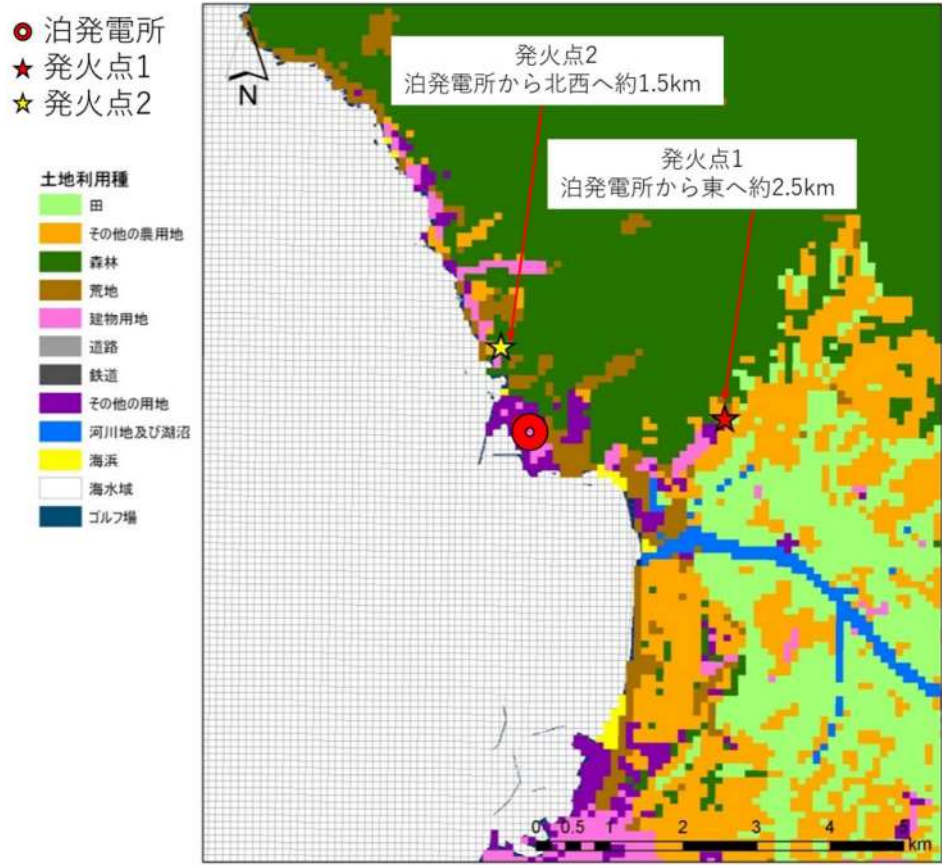 泊発電所
発火点1
発火点2
N
土地利用種
田
その他の農用地
森林
荒地
建物用地
道路
鉄道
その他の用地
河川地及び湖沼
海浜
海水域
ゴルフ場
発火点2
泊発電所から北西へ約1.5km
発火点1
泊発電所から東へ約2.5km
0 0.5 1 2 3 4 5
km